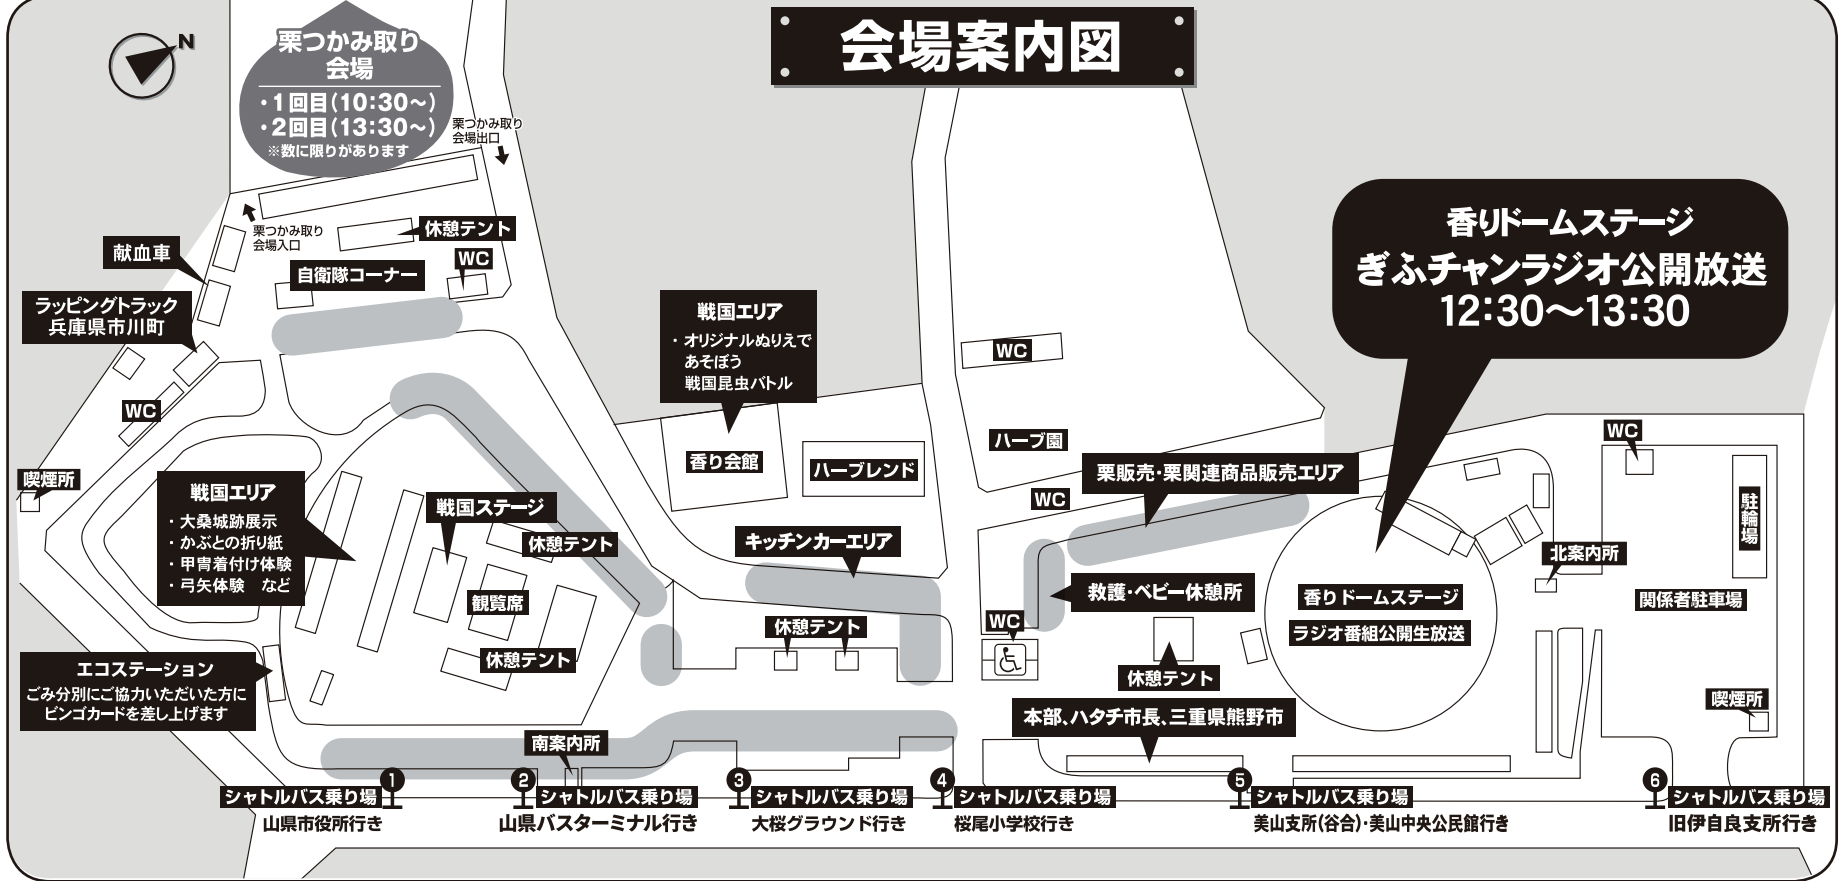 会場案内図
N
栗つかみ取り
会場
・1回目(10:30〜)
・2回目(13:30〜)
※数に限りがあります
栗つかみ取り
会場出口
栗つかみ取り
会場入口
休憩テント
献血車
自衛隊コーナー
WC
ラッピングトラック
兵庫県市川町
WC
喫煙所
戦国エリア
・大桑城跡展示
・かぶとの折り紙
・甲冑着付け体験
・弓矢体験 など
戦国ステージ
休憩テント
観覧席
休憩テント
エコステーション
ごみ分別にご協力いただいた方に
ビンゴカードを差し上げます
戦国エリア
・オリジナルぬりえで
あそぼう
戦国昆虫バトル
香り会館
ハーブレンド
キッチンカーエリア
休憩テント
WC
ハーブ園
WC
栗販売・栗関連商品販売エリア
香りドームステージ
ぎふチャンラジオ公開放送
12:30〜13:30
WC
駐輪場
北案内所
関係者駐車場
救護・ベビー休憩所
香りドームステージ
ラジオ番組公開生放送
WC
休憩テント
喫煙所
本部、ハタチ市長、三重県熊野市
南案内所
1
シャトルバス乗り場
山県市役所行き
2
シャトルバス乗り場
山県バスターミナル行き
3
シャトルバス乗り場
大桜グラウンド行き
4
シャトルバス乗り場
桜尾小学校行き
5
シャトルバス乗り場
美山支所(谷合)・美山中央公民館行き
6
シャトルバス乗り場
旧伊自良支所行き